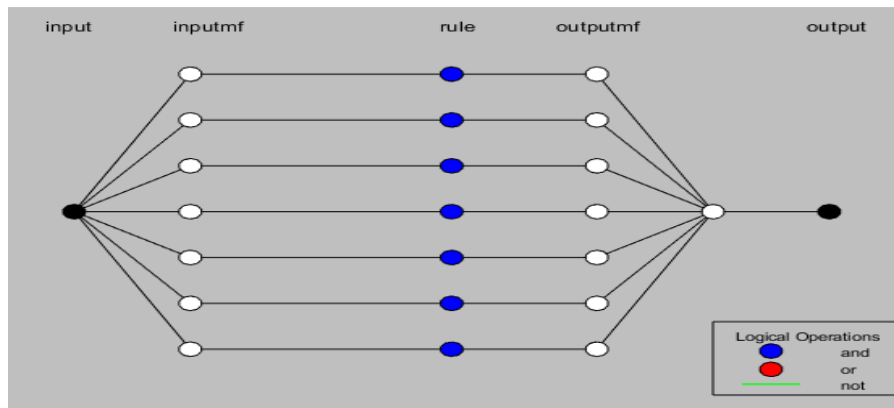 input inputmf rule outputmf output
Logical Operations
and
or
not